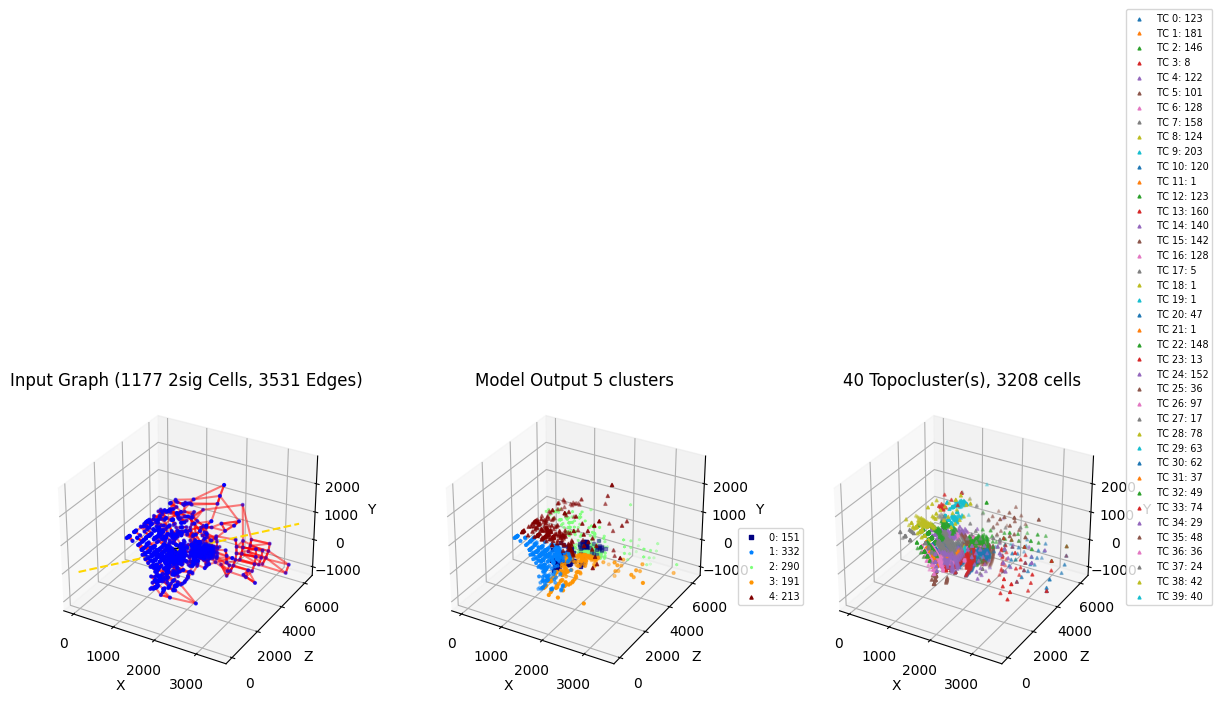 TC 0: 123
TC 1: 181
TC 2: 146
TC 3: 8
TC 4: 122
TC 5: 101
TC 6: 128
TC 7: 158
TC 8: 124
TC 9: 203
TC 10: 120
TC 11: 1
TC 12: 123
TC 13: 160
TC 14: 140
TC 15: 142
TC 16: 128
TC 17: 5
TC 18: 1
TC 19: 1
TC 20: 47
TC 21: 1
TC 22: 148
TC 23: 13
TC 24: 152
TC 25: 36
TC 26: 97
TC 27: 17
TC 28: 78
TC 29: 63
TC 30: 62
TC 31: 37
TC 32: 49
TC 33: 74
TC 34: 29
TC 35: 48
TC 36: 36
TC 37: 24
TC 38: 42
TC 39: 40
Input Graph (1177 2sig Cells, 3531 Edges)
2000
1000
0
−1000
Y
6000
4000
2000
0
Z
0
1000
2000
3000
X
Model Output 5 clusters
2000
1000
0
−1000
Y
0: 151
1: 332
2: 290
3: 191
4: 213
6000
4000
2000
0
Z
0
1000
2000
3000
X
40 Topocluster(s), 3208 cells
2000
1000
0
−1000
Y
6000
4000
2000
0
Z
0
1000
2000
3000
X